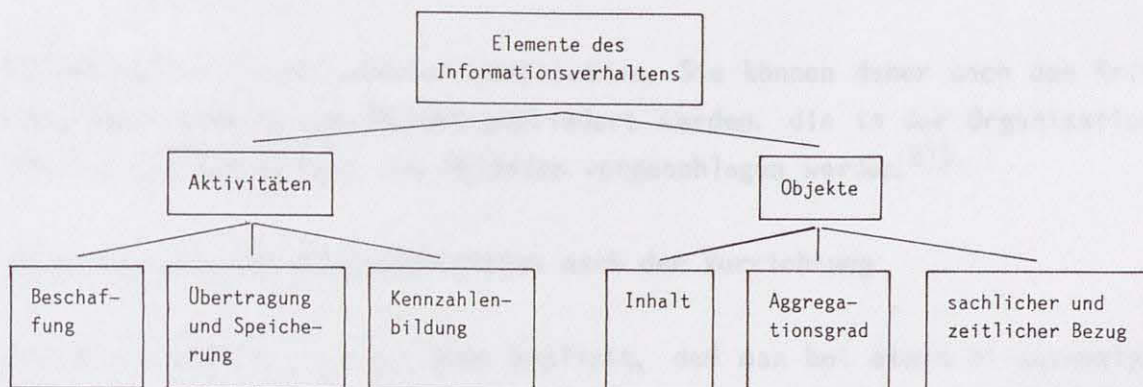 Elemente des
Informationsverhaltens
Aktivitäten
Objekte
Beschaf-
fung
Übertragung
und Speiche-
rung
Kennzahlen-
bildung
Inhalt
Aggrega-
tionsgrad
sachlicher und
zeitlicher Bezug